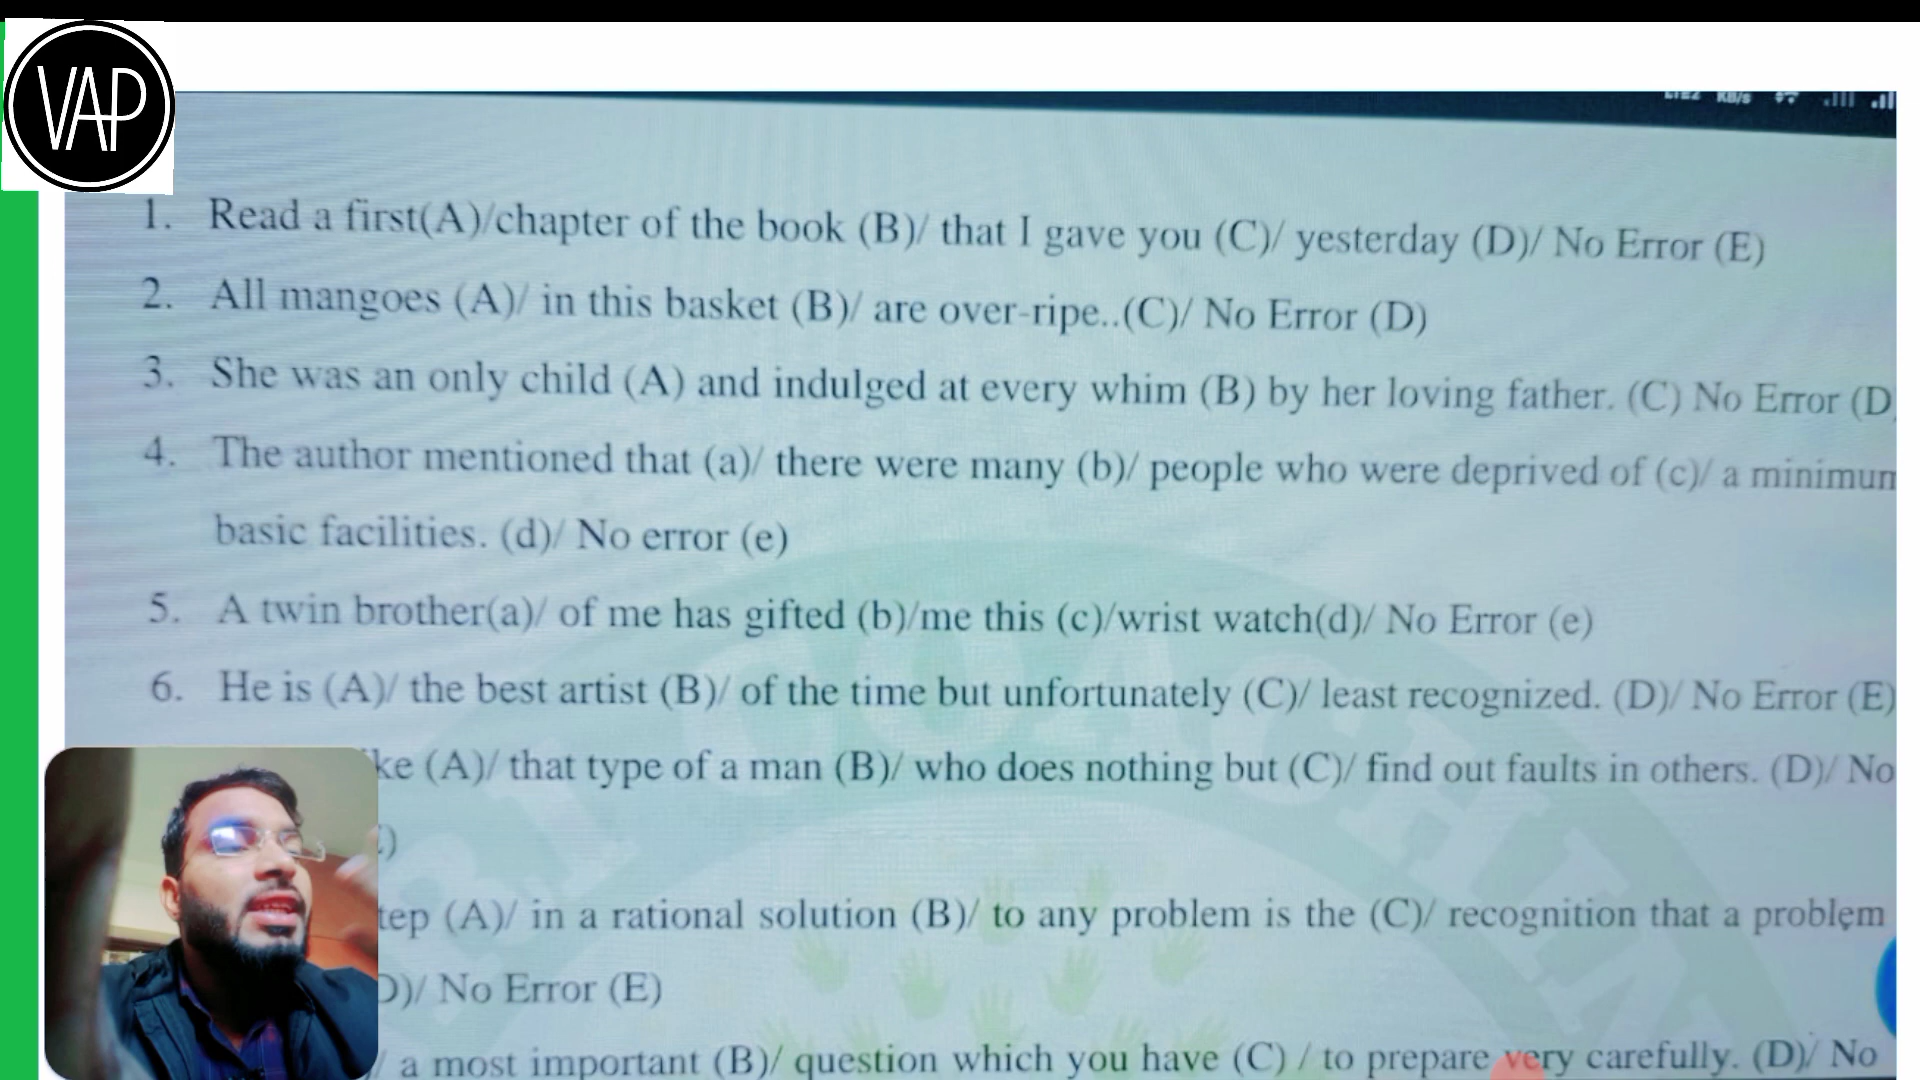 VAP
KB/s
1. Read a first(A)/chapter of the book (B)/ that I gave you (C)/ yesterday (D)/ No Error (E)
2. All mangoes (A)/ in this basket (B)/ are over-ripe..(C)/ No Error (D)
3. She was an only child (A) and indulged at every whim (B) by her loving father. (C) No Error (D
4. The author mentioned that (a)/ there were many (b)/ people who were deprived of (c)/ a minimum
basic facilities. (d)/ No error (e)
5. A twin brother(a)/ of me has gifted (b)/me this (c)/wrist watch(d)/ No Error (e)
6. He is (A)/ the best artist (B)/ of the time but unfortunately (C)/ least recognized. (D)/ No Error (E)
ke (A)/ that type of a man (B)/ who does nothing but (C)/ find out faults in others. (D)/ No
)
tep (A)/ in a rational solution (B)/ to any problem is the (C)/ recognition that a problem
D)/ No Error (E)
/ a most important (B)/ question which you have (C) / to prepare very carefully. (D)/ No